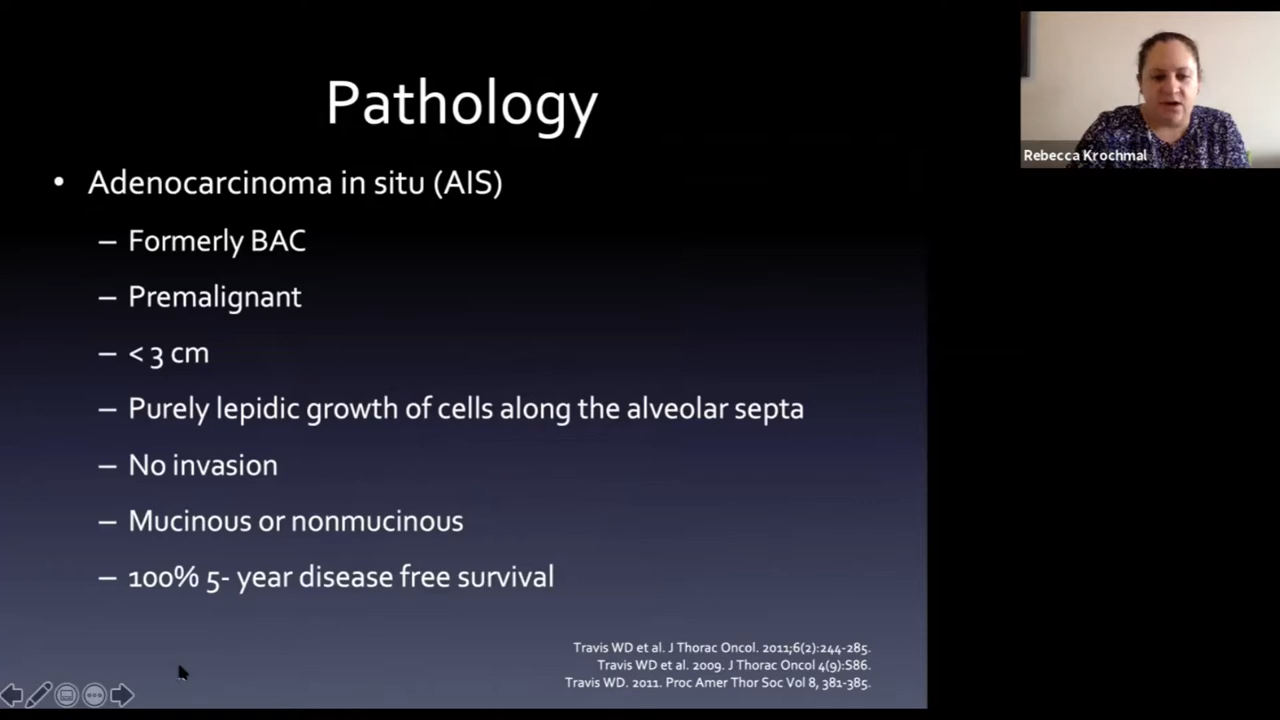 Pathology
Rebecca Krochmal
• Adenocarcinoma in situ (AIS)
– Formerly BAC
– Premalignant
– < 3 cm
– Purely lepidic growth of cells along the alveolar septa
– No invasion
– Mucinous or nonmucinous
– 100% 5- year disease free survival
Travis WD et al. J Thorac Oncol. 2011;6(2):244-285.
Travis WD et al. 2009. J Thorac Oncol 4(9):S86.
Travis WD. 2011. Proc Amer Thor Soc Vol 8, 381-385.